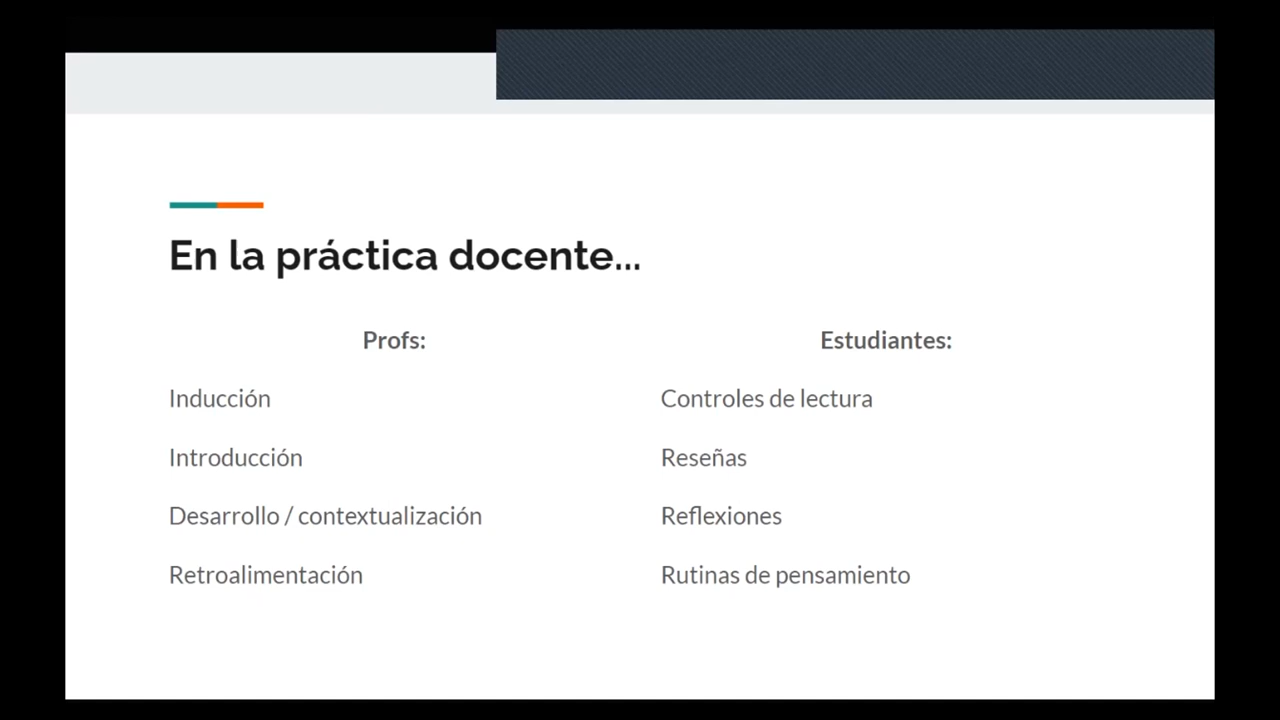 En la práctica docente...
Profs:
Inducción
Introducción
Desarrollo / contextualización
Retroalimentación
Estudiantes:
Controles de lectura
Reseñas
Reflexiones
Rutinas de pensamiento